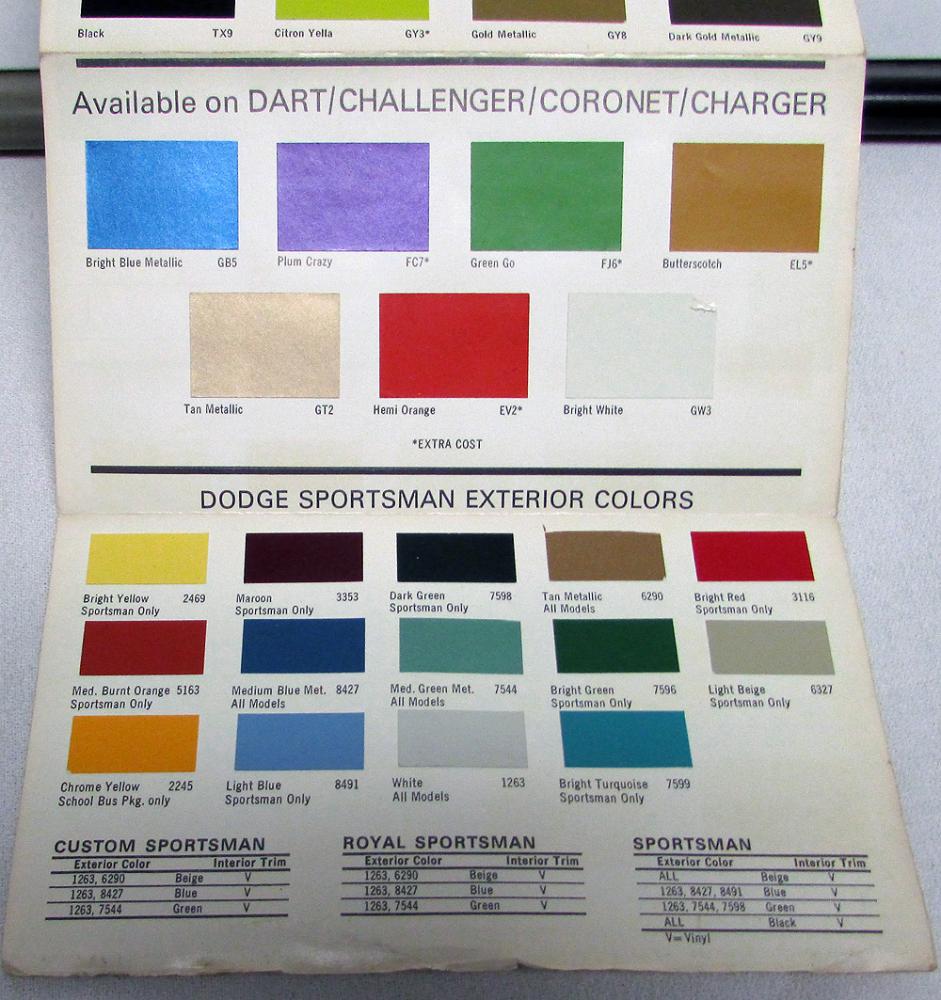 Black TX9 Citron Yella GY3* Gold Metallic GY8 Dark Gold Metallic GY9
Available on DART/CHALLENGER/CORONET/CHARGER
Bright Blue Metallic GB5 Plum Crazy FC7* Green Go FJ6* Butterscotch EL5*
Tan Metallic GT2 Hemi Orange EV2* Bright White GW3
*EXTRA COST
DODGE SPORTSMAN EXTERIOR COLORS
Bright Yellow 2469 Maroon 3353 Dark Green 7598 Tan Metallic 6290 Bright Red 3116
Sportsman Only Sportsman Only Sportsman Only All Models Sportsman Only
Med. Burnt Orange 5163 Medium Blue Met. 8427 Med. Green Met. 7544 Bright Green 7596 Light Beige 6327
Sportsman Only All Models All Models Sportsman Only Sportsman Only
Chrome Yellow 2245 Light Blue 8491 White 1263 Bright Turquoise 7599
School Bus Pkg. only Sportsman Only All Models Sportsman Only
CUSTOM SPORTSMAN ROYAL SPORTSMAN SPORTSMAN
Exterior Color Interior Trim Exterior Color Interior Trim Exterior Color Interior Trim
1263, 6290 Beige V 1263, 6290 Beige V ALL Beige V
1263, 8427 Blue V 1263, 8427 Blue V 1263, 8427, 8491 Blue V
1263, 7544 Green V 1263, 7544 Green V 1263, 7544, 7598 Green V
ALL Black V
V=Vinyl